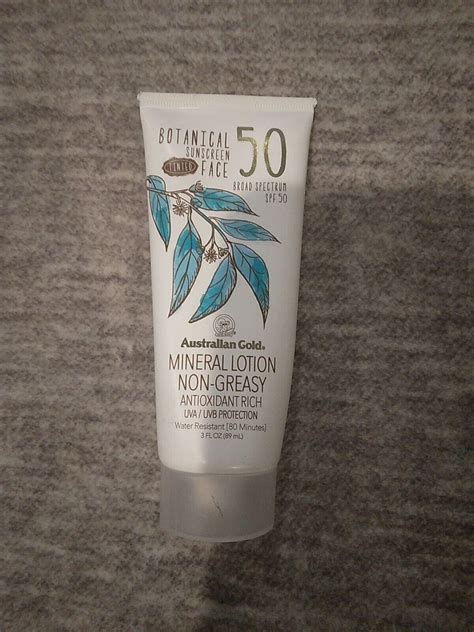 BOTANICAL
SUNSCREEN
TINTED
FACE
50
BROAD SPECTRUM
SPF 50
Australian Gold®
MINERAL LOTION
NON-GREASY
ANTIOXIDANT RICH
UVA / UVB PROTECTION
Water Resistant [80 Minutes]
3 FL OZ (89 mL)